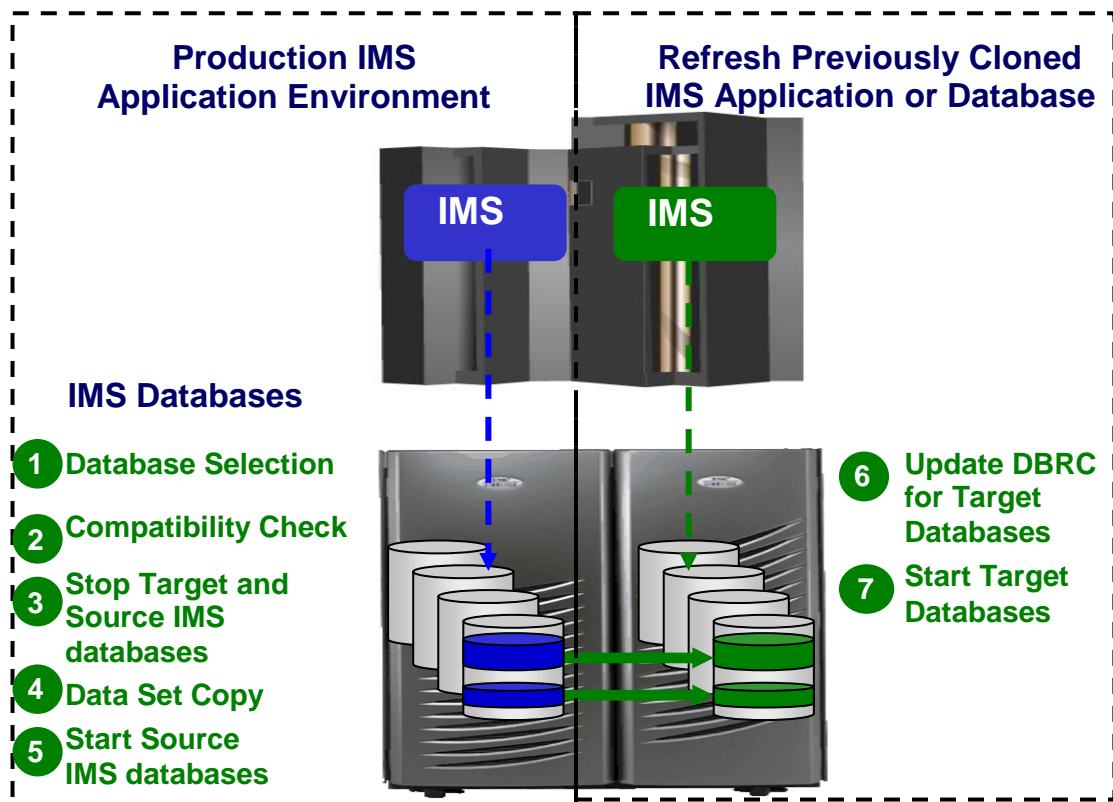 Production IMS
Application Environment
Refresh Previously Cloned
IMS Application or Database
IMS
IMS
IMS Databases
1 Database Selection
2 Compatibility Check
3 Stop Target and
Source IMS
databases
4 Data Set Copy
5 Start Source
IMS databases
6 Update DBRC
for Target
Databases
7 Start Target
Databases